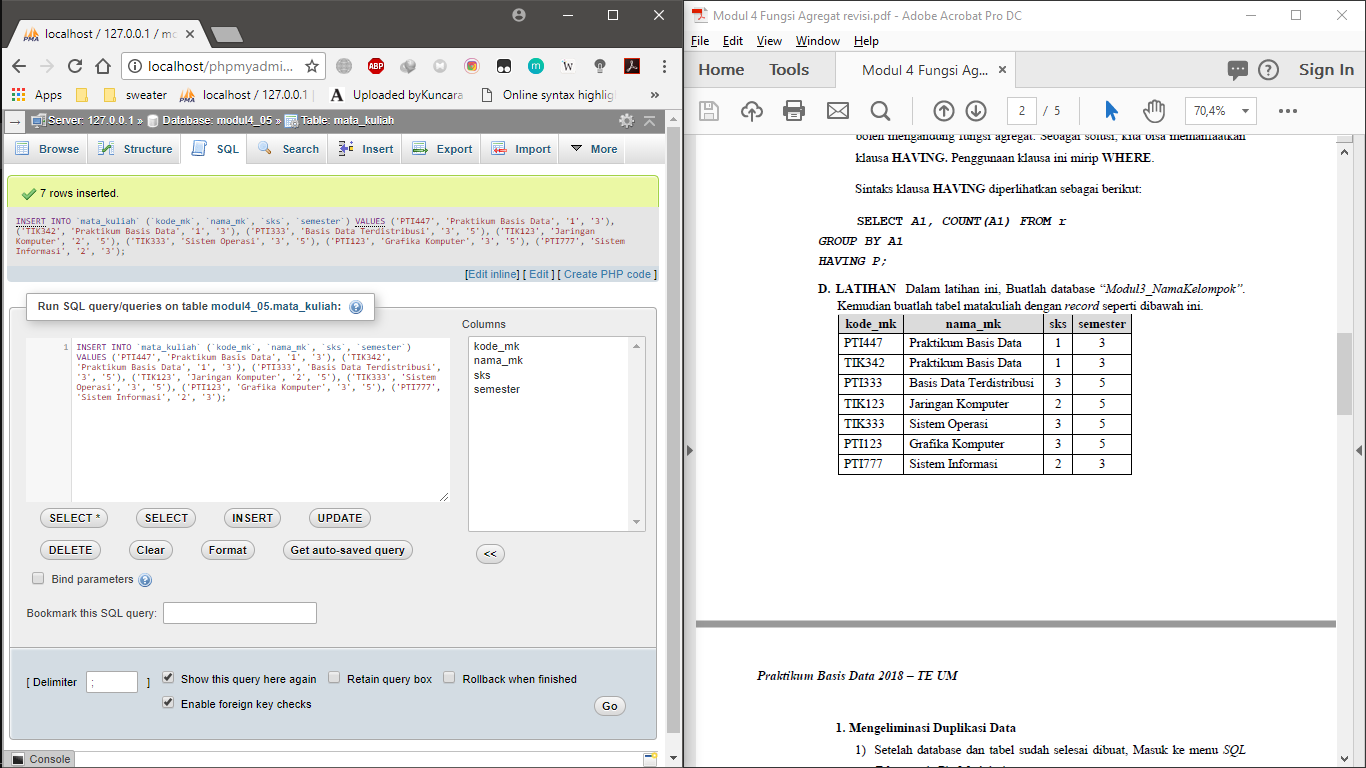 localhost / 127.0.0.1 / mo
localhost/phpmyadmi...
Apps
sweater
localhost / 127.0.0.1 |
Uploaded byKuncara
Online syntax highlig
»
Server: 127.0.0.1 » Database: modul4_05 » Table: mata_kuliah
Browse
Structure
SQL
Search
Insert
Export
Import
More
7 rows inserted.
INSERT INTO `mata_kuliah` (`kode_mk`, `nama_mk`, `sks`, `semester`) VALUES ('PTI447', 'Praktikum Basis Data', '1', '3'),
('TIK342', 'Praktikum Basis Data', '1', '3'), ('PTI333', 'Basis Data Terdistribusi', '3', '5'), ('TIK123', 'Jaringan
Komputer', '2', '5'), ('TIK333', 'Sistem Operasi', '3', '5'), ('PTI123', 'Grafika Komputer', '3', '5'), ('PTI777', 'Sistem
Informasi', '2', '3');
[Edit inline] [ Edit ] [ Create PHP code ]
Run SQL query/queries on table modul4_05.mata_kuliah:
Columns
1
INSERT INTO `mata_kuliah` (`kode_mk`, `nama_mk`, `sks`, `semester`)
VALUES ('PTI447', 'Praktikum Basis Data', '1', '3'), ('TIK342',
'Praktikum Basis Data', '1', '3'), ('PTI333', 'Basis Data Terdistribusi',
'3', '5'), ('TIK123', 'Jaringan Komputer', '2', '5'), ('TIK333', 'Sistem
Operasi', '3', '5'), ('PTI123', 'Grafika Komputer', '3', '5'), ('PTI777',
'Sistem Informasi', '2', '3');
kode_mk
nama_mk
sks
semester
SELECT *
SELECT
INSERT
UPDATE
DELETE
Clear
Format
Get auto-saved query
<<
Bind parameters
Bookmark this SQL query:
[ Delimiter ; ]
Show this query here again
Retain query box
Rollback when finished
Enable foreign key checks
Go
Console
Modul 4 Fungsi Agregat revisi.pdf - Adobe Acrobat Pro DC
File Edit View Window Help
Home
Tools
Modul 4 Fungsi Ag... ×
Sign In
2 / 5
70,4%
boleh mengandung fungsi agregat. Sebagai solusi, kita bisa memanfaatkan
klausa HAVING. Penggunaan klausa ini mirip WHERE.
Sintaks klausa HAVING diperlihatkan sebagai berikut:
SELECT A1, COUNT(A1) FROM r
GROUP BY A1
HAVING P;
D. LATIHAN Dalam latihan ini, Buatlah database “Modul3_NamaKelompok”.
Kemudian buatlah tabel matakuliah dengan record seperti dibawah ini.
kode_mk nama_mk sks semester
PTI447 Praktikum Basis Data 1 3
TIK342 Praktikum Basis Data 1 3
PTI333 Basis Data Terdistribusi 3 5
TIK123 Jaringan Komputer 2 5
TIK333 Sistem Operasi 3 5
PTI123 Grafika Komputer 3 5
PTI777 Sistem Informasi 2 3
Praktikum Basis Data 2018 – TE UM
1. Mengeliminasi Duplikasi Data
1) Setelah database dan tabel sudah selesai dibuat, Masuk ke menu SQL